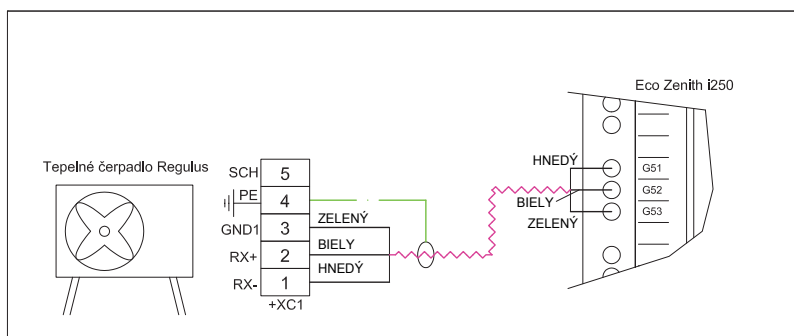 Eco Zenith i250
Tepelné čerpadlo Regulus
SCH 5
PE 4
GND1 3 ZELENÝ
RX+ 2 BIELY
RX- 1 HNEDÝ
+XC1
HNEDÝ G51
BIELY G52
ZELENÝ G53